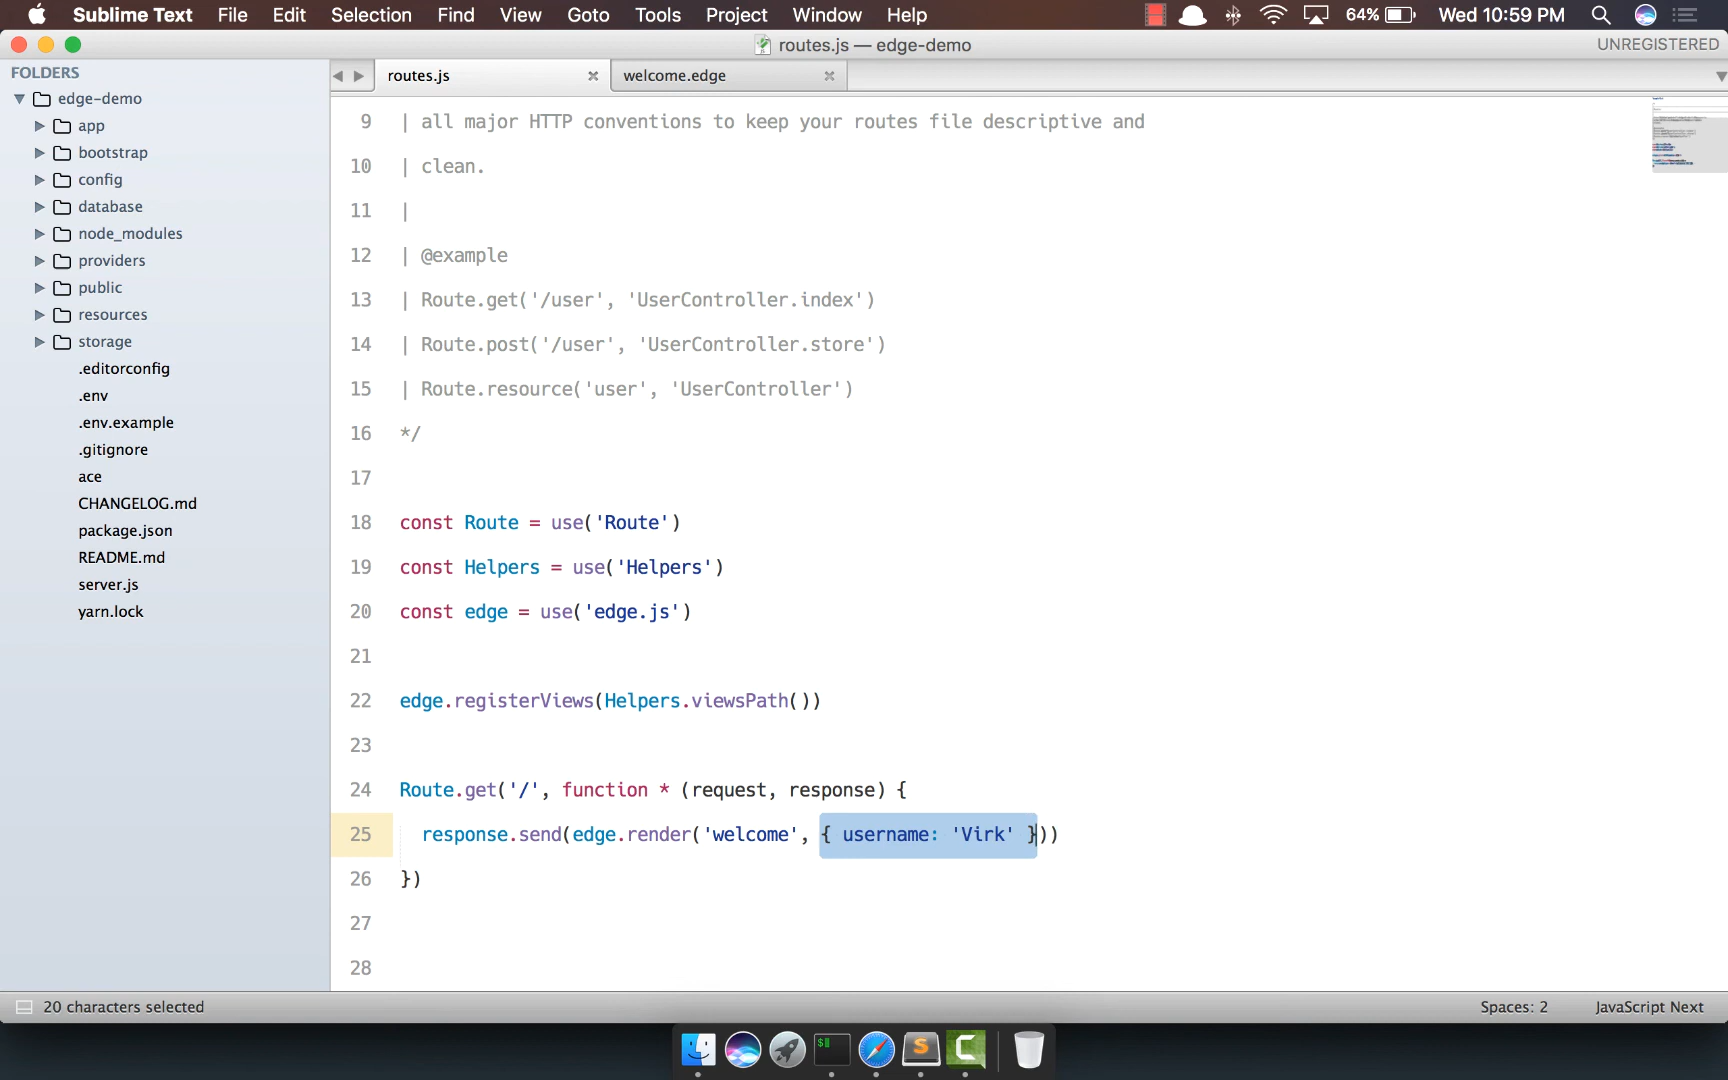 Sublime Text File Edit Selection Find View Goto Tools Project Window Help 64% Wed 10:59 PM
routes.js — edge-demo UNREGISTERED
FOLDERS
edge-demo
app
bootstrap
config
database
node_modules
providers
public
resources
storage
.editorconfig
.env
.env.example
.gitignore
ace
CHANGELOG.md
package.json
README.md
server.js
yarn.lock
routes.js welcome.edge
9 | all major HTTP conventions to keep your routes file descriptive and
10 | clean.
11 |
12 | @example
13 | Route.get('/user', 'UserController.index')
14 | Route.post('/user', 'UserController.store')
15 | Route.resource('user', 'UserController')
16 */
17
18 const Route = use('Route')
19 const Helpers = use('Helpers')
20 const edge = use('edge.js')
21
22 edge.registerViews(Helpers.viewsPath())
23
24 Route.get('/', function * (request, response) {
25 response.send(edge.render('welcome', { username: 'Virk' }))
26 })
27
28
20 characters selected Spaces: 2 JavaScript Next